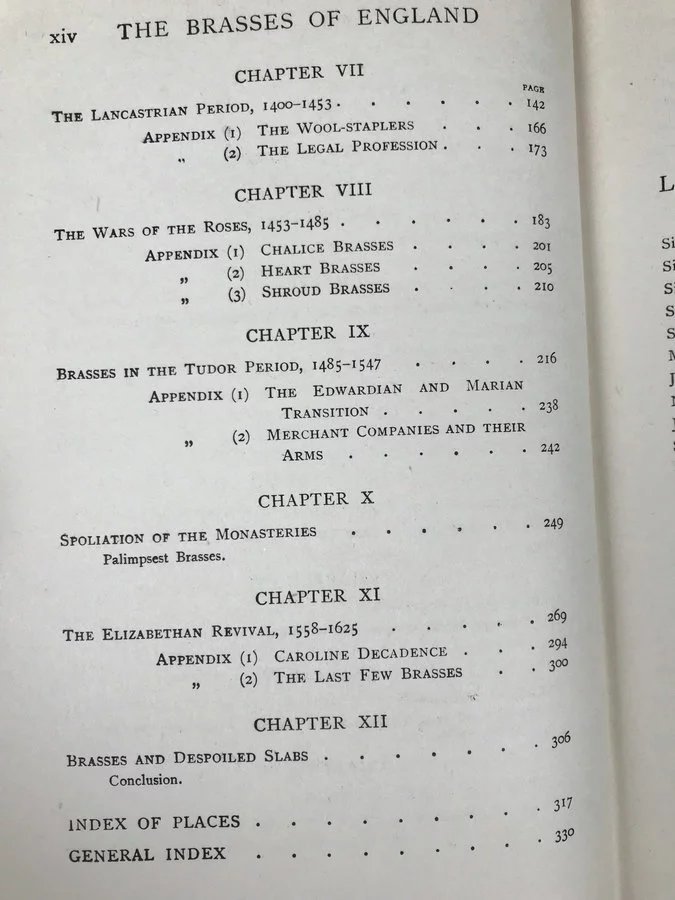 xiv THE BRASSES OF ENGLAND
CHAPTER VII
PAGE
THE LANCASTRIAN PERIOD, 1400–1453 . . . . . . 142
APPENDIX (1) THE WOOL-STAPLERS . . . 166
„ (2) THE LEGAL PROFESSION . . . 173
CHAPTER VIII
THE WARS OF THE ROSES, 1453–1485 . . . . . . 183
APPENDIX (1) CHALICE BRASSES . . . . 201
„ (2) HEART BRASSES . . . . 205
„ (3) SHROUD BRASSES . . . . 210
CHAPTER IX
BRASSES IN THE TUDOR PERIOD, 1485–1547 . . . . 216
APPENDIX (1) THE EDWARDIAN AND MARIAN
TRANSITION . . . . . 238
„ (2) MERCHANT COMPANIES AND THEIR
ARMS . . . . . . 242
CHAPTER X
SPOLIATION OF THE MONASTERIES . . . . . . 249
Palimpsest Brasses.
CHAPTER XI
THE ELIZABETHAN REVIVAL, 1558–1625 . . . . . 269
APPENDIX (1) CAROLINE DECADENCE . . . 294
„ (2) THE LAST FEW BRASSES . . 300
CHAPTER XII
BRASSES AND DESPOILED SLABS . . . . . . . 306
Conclusion.
INDEX OF PLACES . . . . . . . . . 317
GENERAL INDEX . . . . . . . . . 330